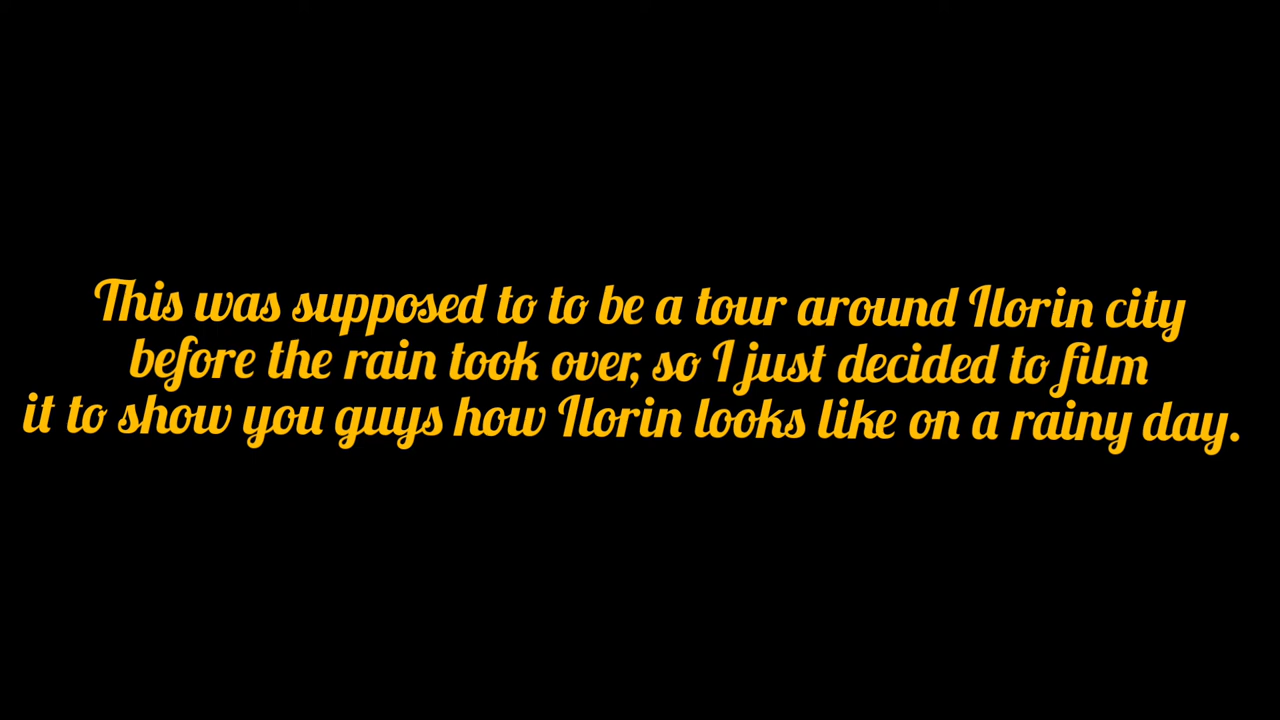 This was supposed to to be a tour around Ilorin city
before the rain took over, so I just decided to film
it to show you guys how Ilorin looks like on a rainy day.